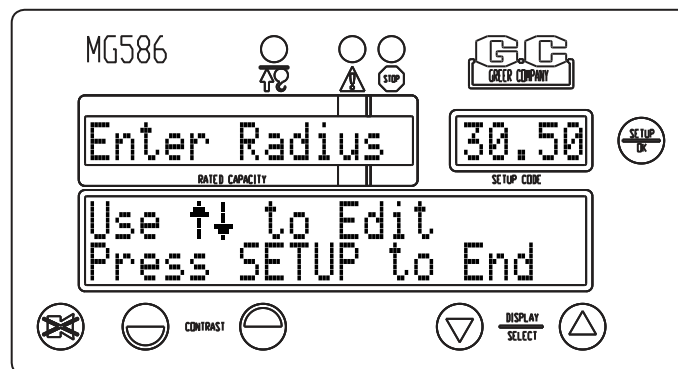 MG586
STOP
G.C
GREER COMPANY
Enter Radius
30.50
SETUP
OK
RATED CAPACITY
SETUP CODE
Use ↑↓ to Edit
Press SETUP to End
CONTRAST
DISPLAY
SELECT